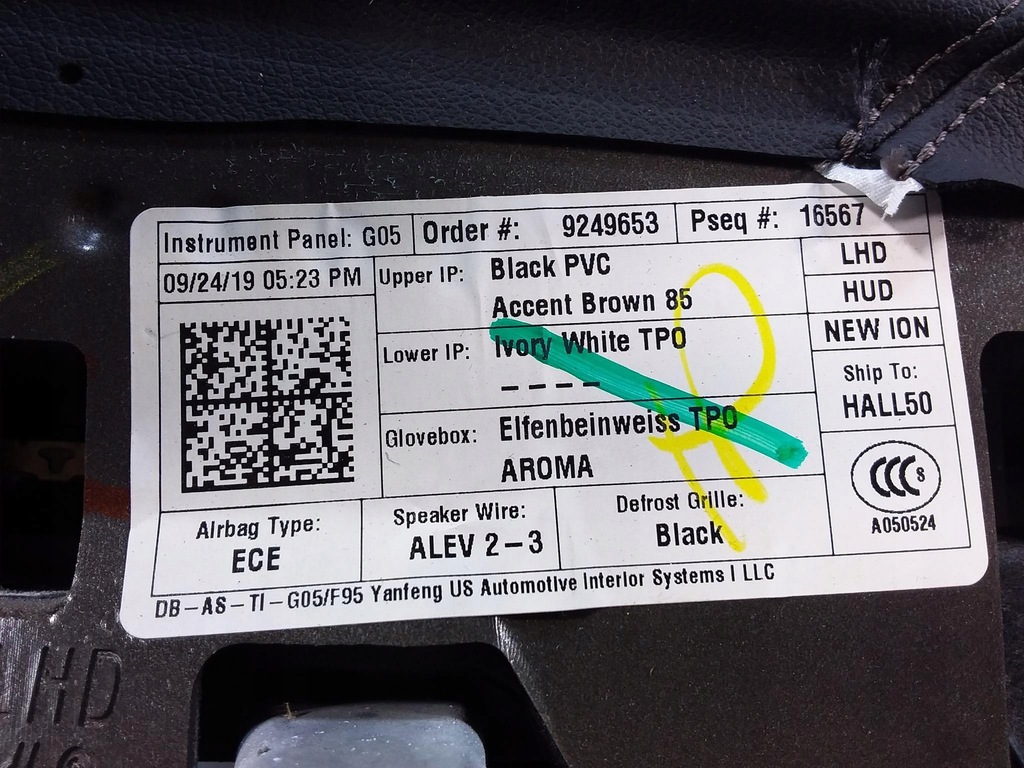 Instrument Panel: G05
Order #: 9249653
Pseq #: 16567
09/24/19 05:23 PM
Upper IP: Black PVC
Accent Brown 85
LHD
HUD
NEW ION
Lower IP: Ivory White TPO
----
Ship To:
HALL50
Glovebox: Elfenbeinweiss TPO
AROMA
CCC S
A050524
Airbag Type:
ECE
Speaker Wire:
ALEV 2-3
Defrost Grille:
Black
DB-AS-TI-G05/F95 Yanfeng US Automotive Interior Systems I LLC
LHD